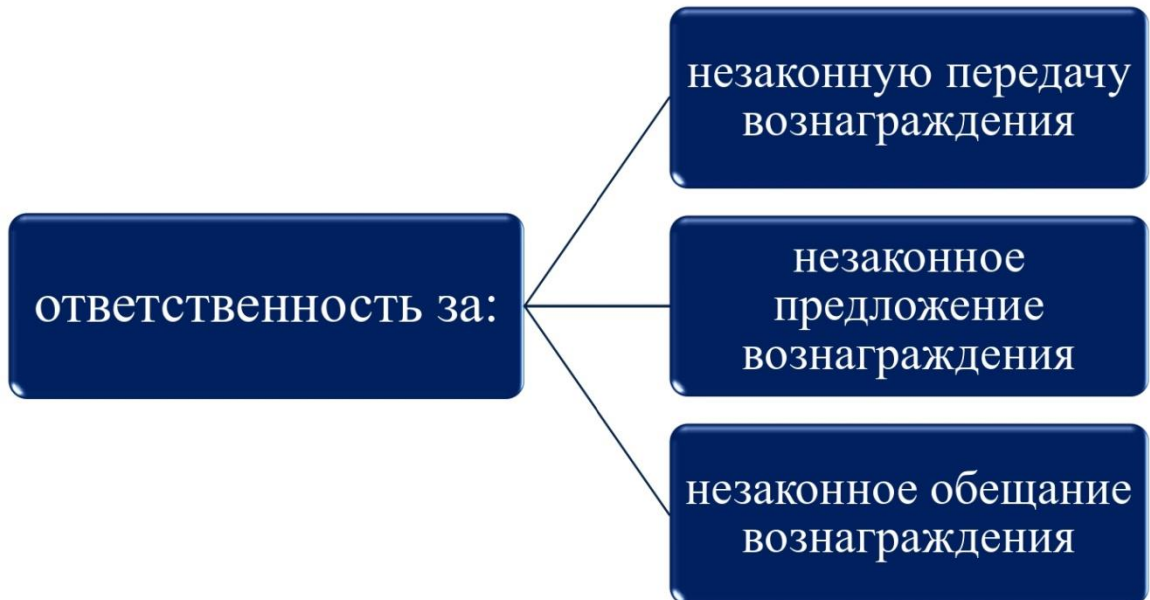 ответственность за:
незаконную передачу
вознаграждения
незаконное
предложение
вознаграждения
незаконное обещание
вознаграждения